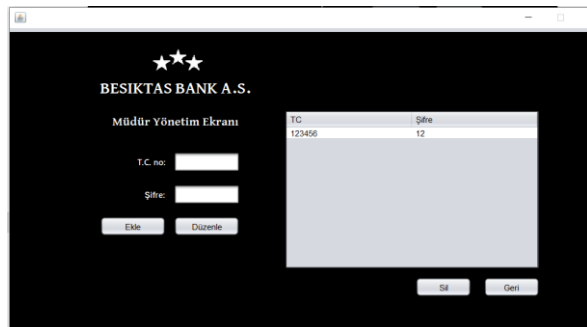 BESIKTAS BANK A.S.
Müdür Yönetim Ekranı
T.C. no:
Şifre:
Ekle Düzenle
TC Şifre
123456 12
Sil Geri